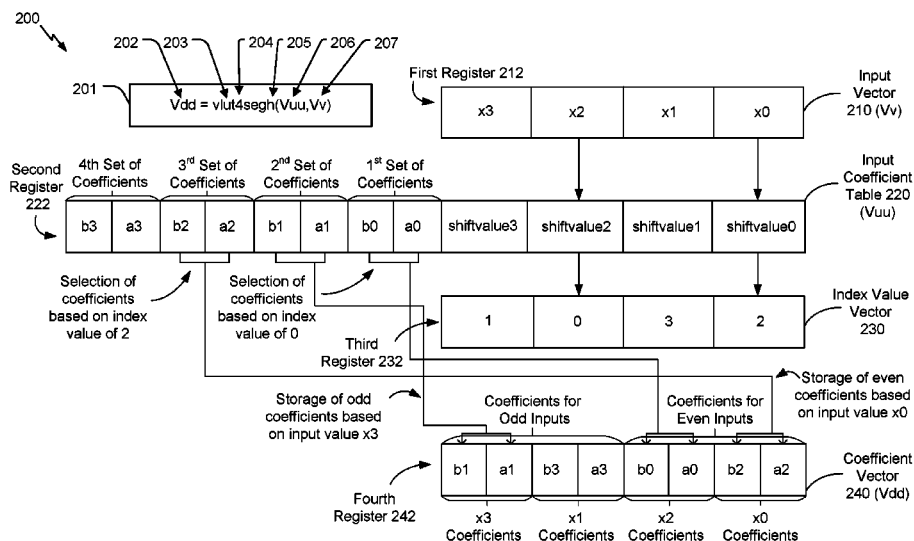 200
202 203 204 205 206 207
201
Vdd = vlut4segh(Vuu,Vv)
First Register 212
x3 x2 x1 x0
Input
Vector
210 (Vv)
Second
Register
222
4th Set of
Coefficients
3rd Set of
Coefficients
2nd Set of
Coefficients
1st Set of
Coefficients
b3 a3 b2 a2 b1 a1 b0 a0 shiftvalue3 shiftvalue2 shiftvalue1 shiftvalue0
Input
Coefficient
Table 220
(Vuu)
Selection of
coefficients
based on index
value of 2
Selection of
coefficients
based on index
value of 0
1 0 3 2
Index Value
Vector
230
Third
Register 232
Storage of odd
coefficients based
on input value x3
Coefficients for
Odd Inputs
Coefficients for
Even Inputs
Storage of even
coefficients based
on input value x0
b1 a1 b3 a3 b0 a0 b2 a2
Coefficient
Vector
240 (Vdd)
Fourth
Register 242
x3
Coefficients
x1
Coefficients
x2
Coefficients
x0
Coefficients